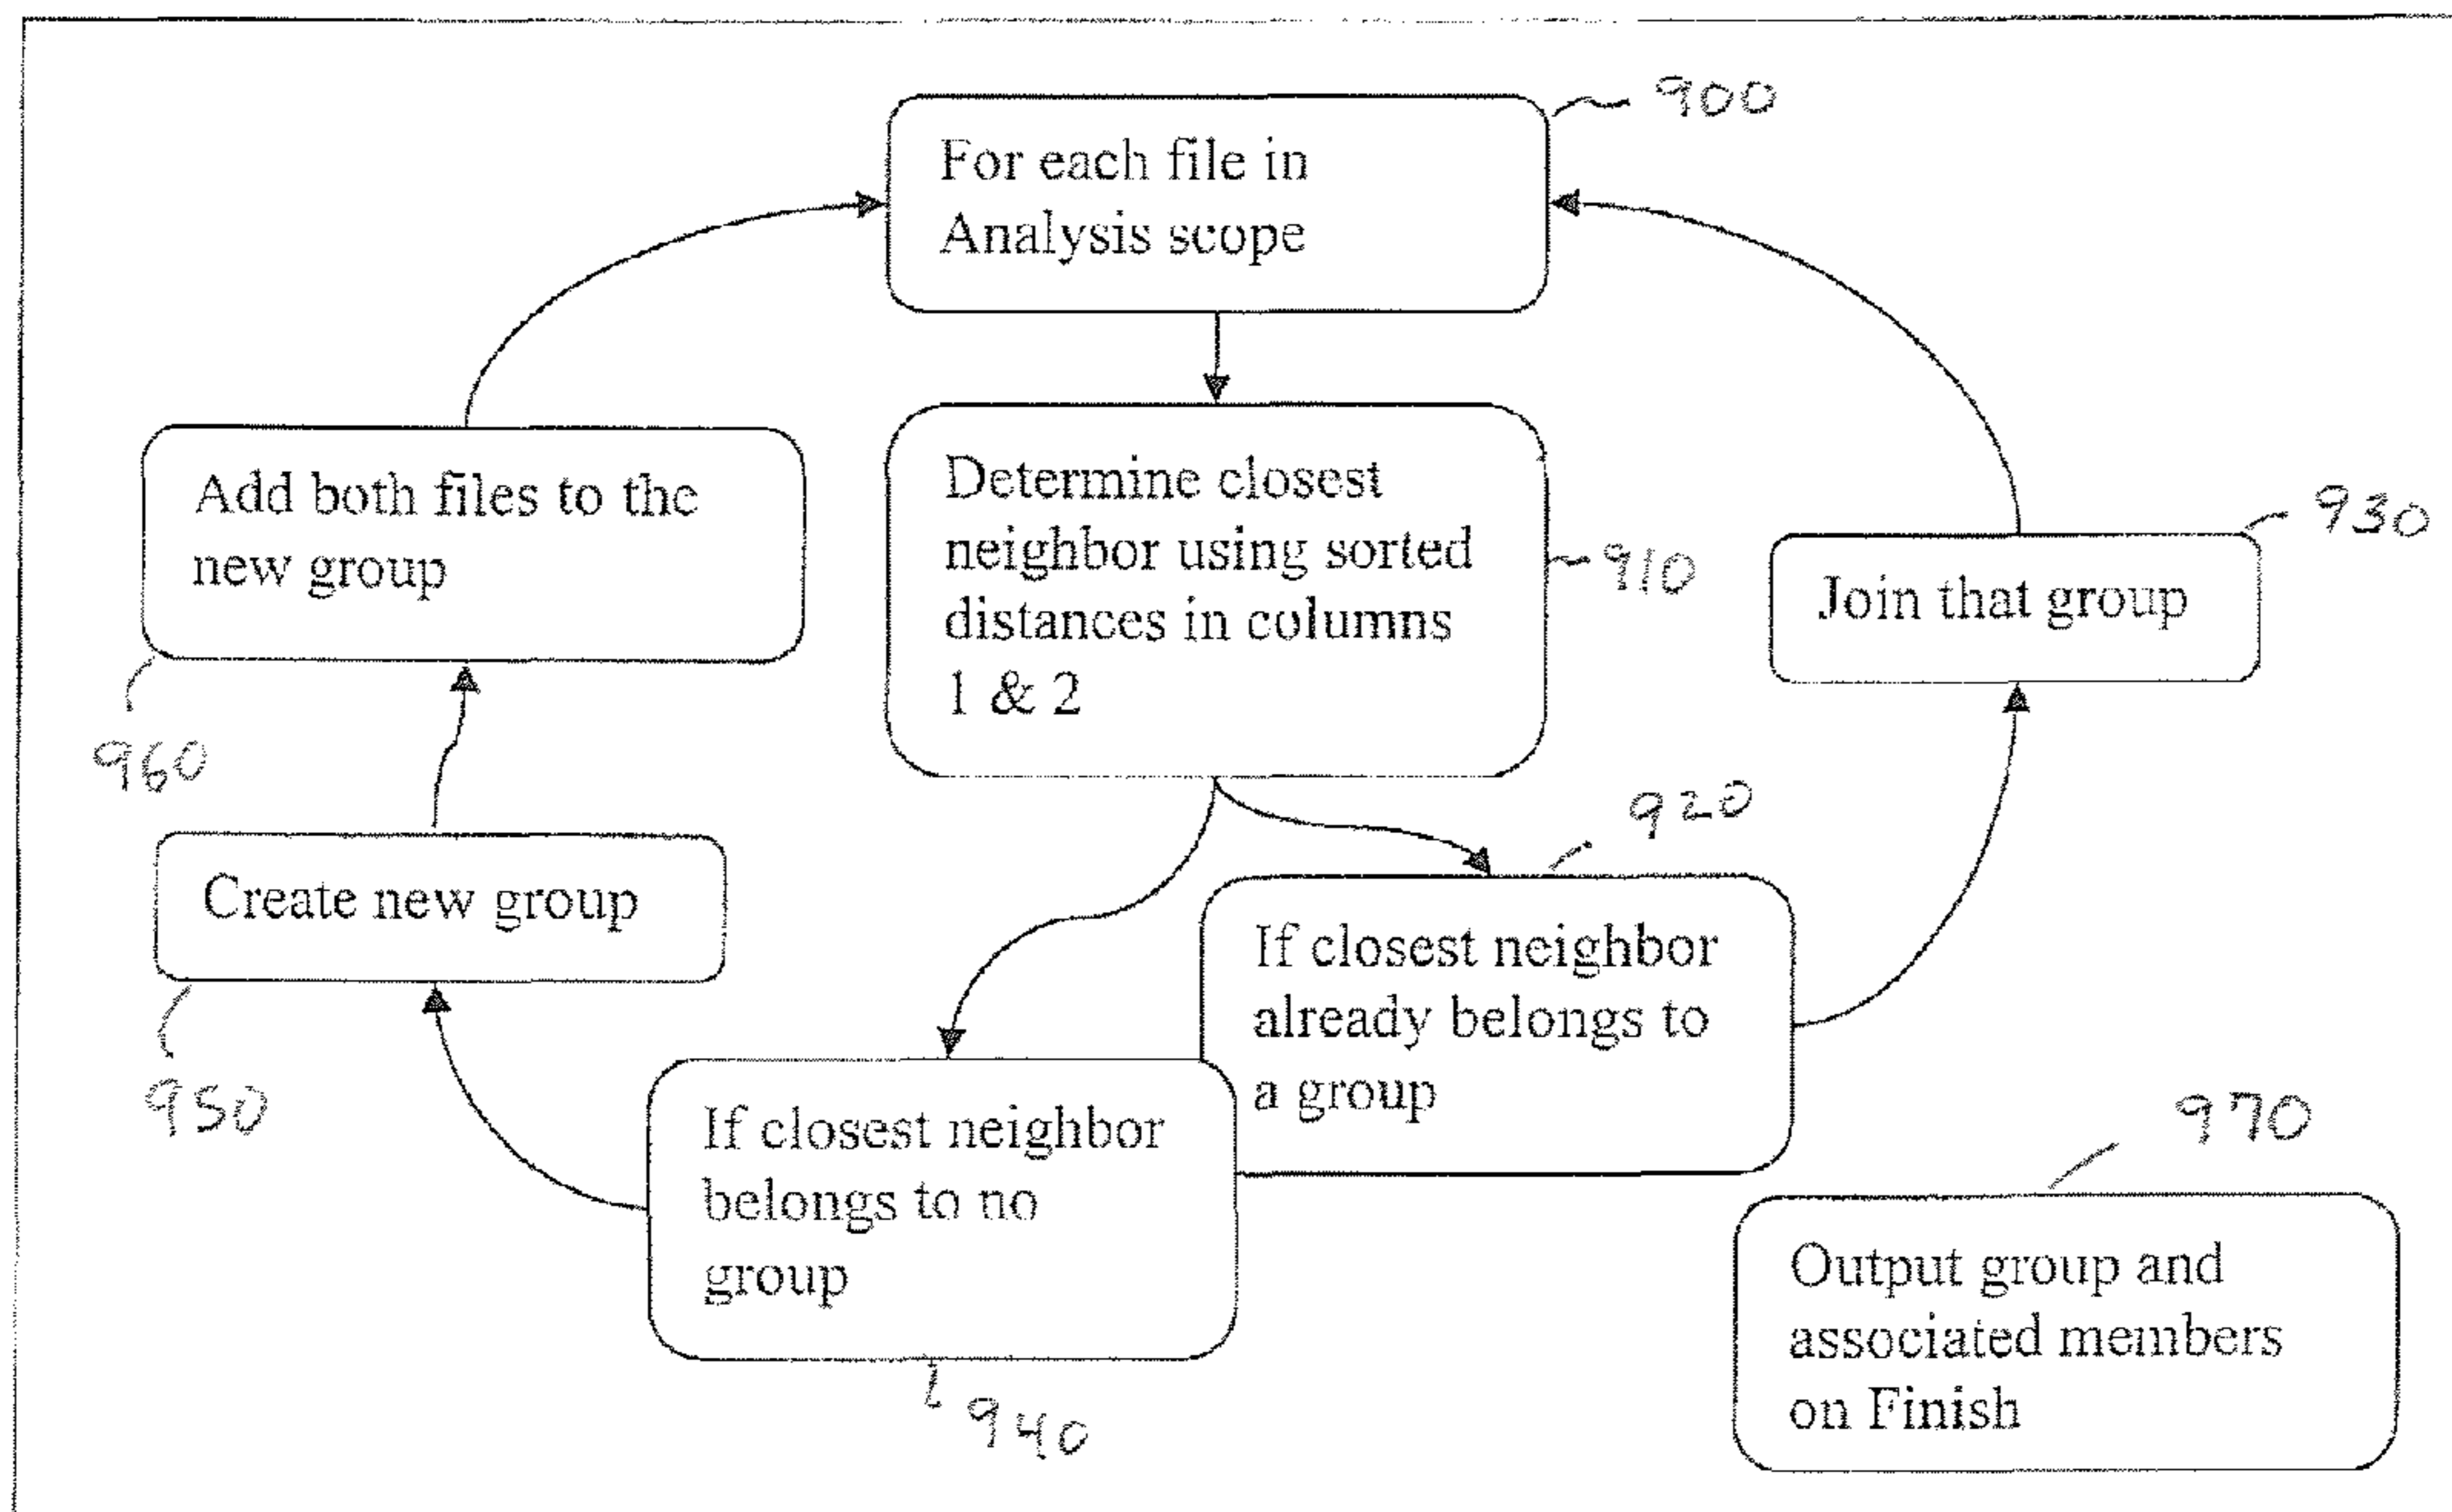 900
For each file in
Analysis scope
Determine closest
neighbor using sorted
distances in columns
1 & 2
910
Add both files to the
new group
960
930
Join that group
920
Create new group
950
If closest neighbor
already belongs to
a group
If closest neighbor
belongs to no
group
940
970
Output group and
associated members
on Finish